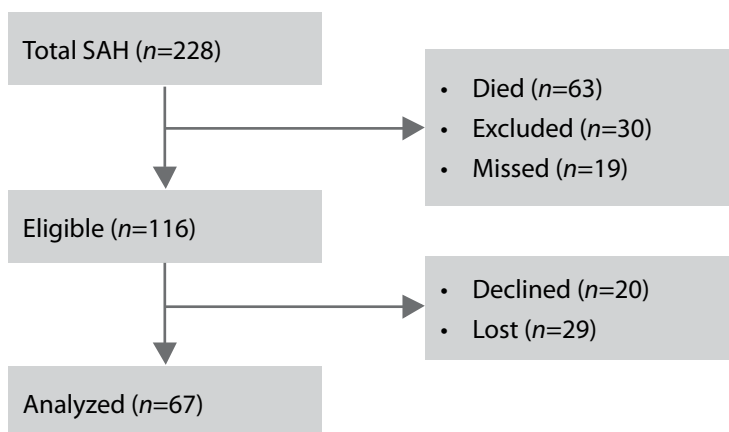 Total SAH (n=228)
• Died (n=63)
• Excluded (n=30)
• Missed (n=19)
Eligible (n=116)
• Declined (n=20)
• Lost (n=29)
Analyzed (n=67)